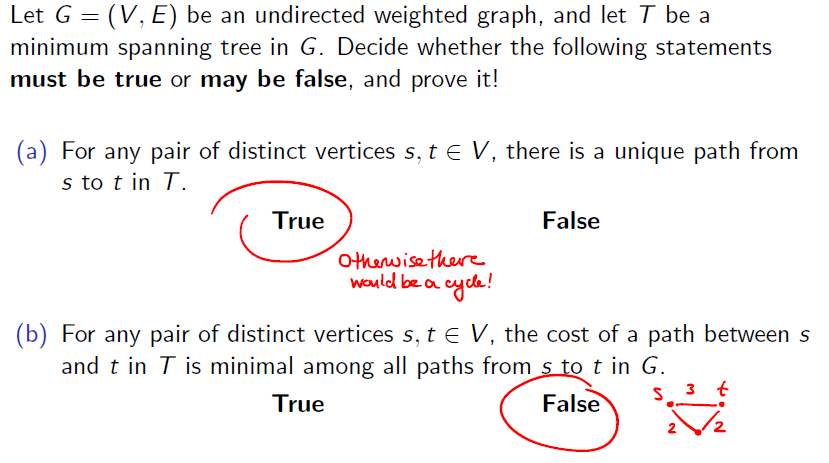 Let G = (V, E) be an undirected weighted graph, and let T be a
minimum spanning tree in G. Decide whether the following statements
must be true or may be false, and prove it!
(a) For any pair of distinct vertices s, t ∈ V, there is a unique path from
s to t in T.
True False
Otherwise there
would be a cycle!
(b) For any pair of distinct vertices s, t ∈ V, the cost of a path between s
and t in T is minimal among all paths from s to t in G.
True False
s 3 t
2 2